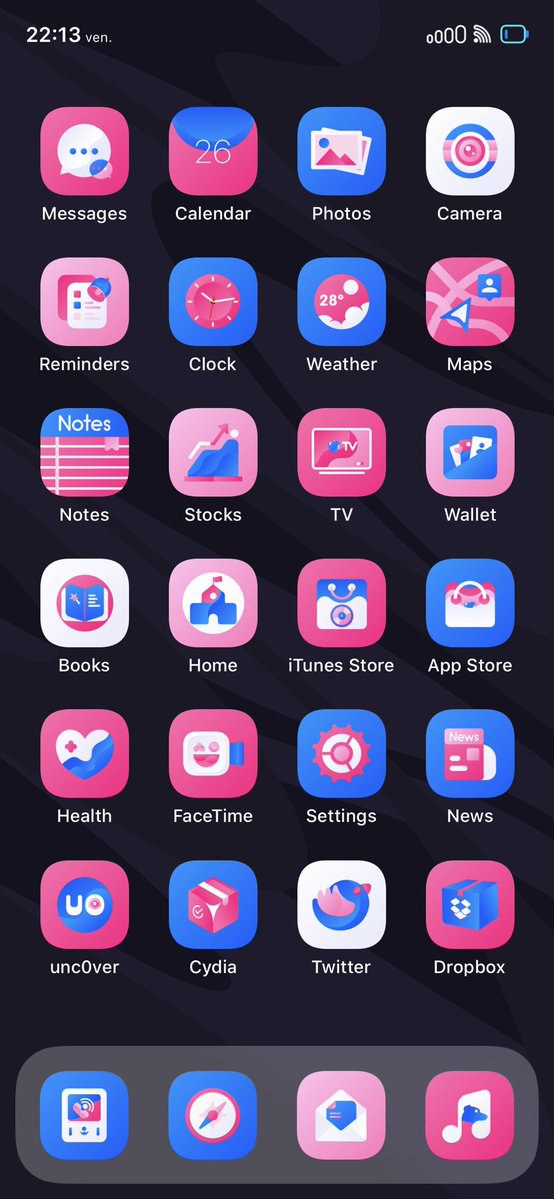 22:13 ven.
Messages
26
Calendar
Photos
Camera
Reminders
Clock
28°
Weather
Maps
Notes
Notes
Stocks
TV
TV
Wallet
Books
Home
iTunes Store
App Store
Health
FaceTime
Settings
News
News
UO
unc0ver
Cydia
Twitter
Dropbox